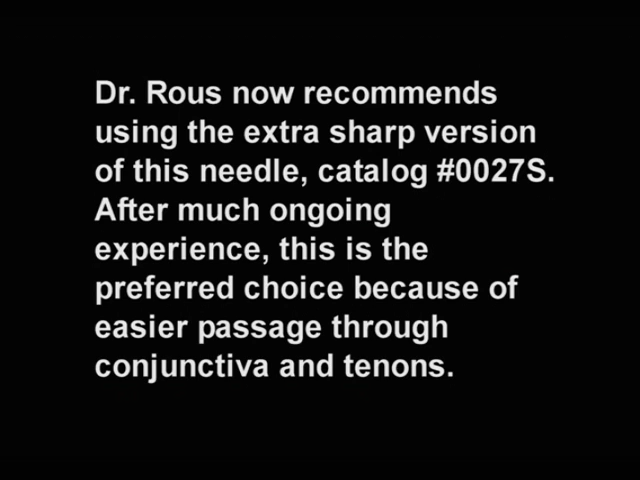 Dr. Rous now recommends
using the extra sharp version
of this needle, catalog #0027S.
After much ongoing
experience, this is the
preferred choice because of
easier passage through
conjunctiva and tenons.